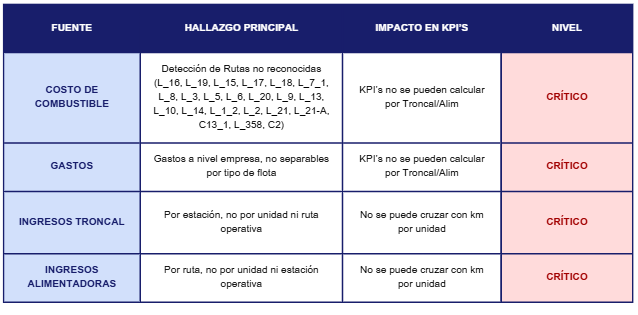 FUENTE HALLAZGO PRINCIPAL IMPACTO EN KPI'S NIVEL
COSTO DE
COMBUSTIBLE
Detección de Rutas no reconocidas
(L_16, L_19, L_15, L_17, L_18, L_7_1,
L_8, L_3, L_5, L_6, L_20, L_9, L_13,
L_10, L_14, L_1_2, L_2, L_21, L_21-A,
C13_1, L_358, C2)
KPI's no se pueden calcular
por Troncal/Alim
CRÍTICO
GASTOS
Gastos a nivel empresa, no separables
por tipo de flota
KPI's no se pueden calcular
por Troncal/Alim
CRÍTICO
INGRESOS TRONCAL
Por estación, no por unidad ni ruta
operativa
No se puede cruzar con km
por unidad
CRÍTICO
INGRESOS
ALIMENTADORAS
Por ruta, no por unidad ni estación
operativa
No se puede cruzar con km
por unidad
CRÍTICO